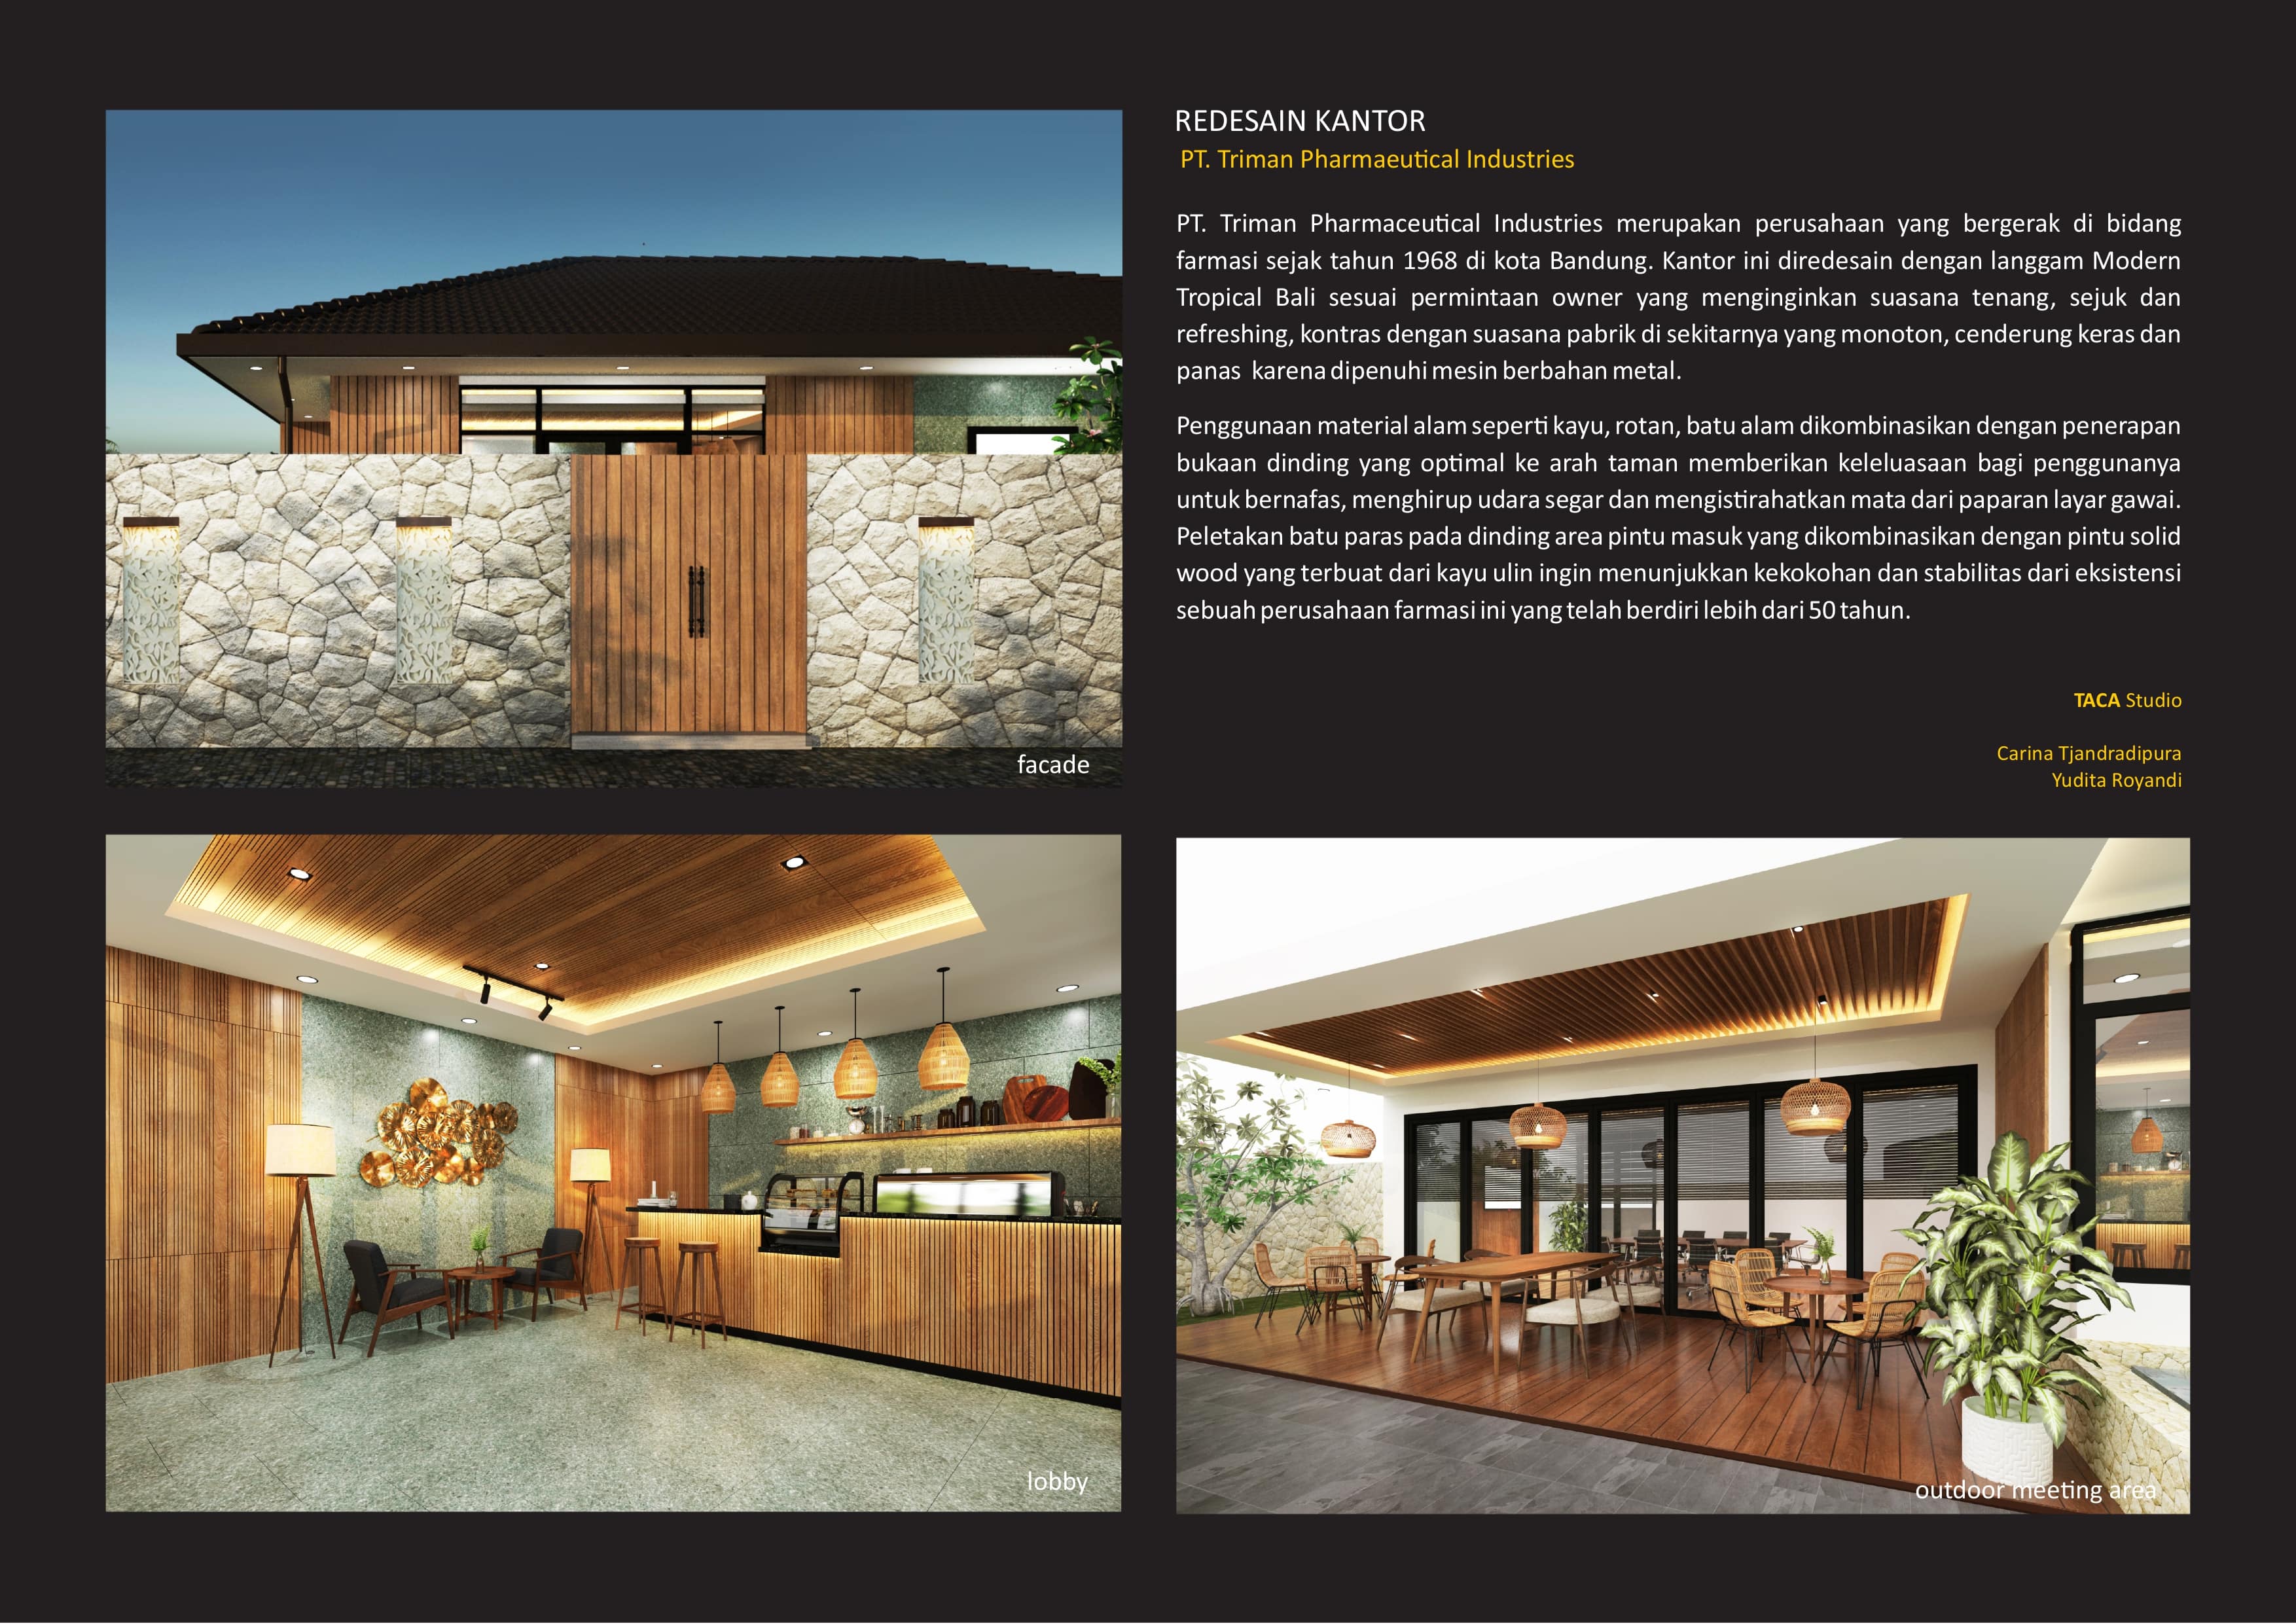 REDESAIN KANTOR
PT. Triman Pharmaeutical Industries
PT. Triman Pharmaceutical Industries merupakan perusahaan yang bergerak di bidang
farmasi sejak tahun 1968 di kota Bandung. Kantor ini diredesain dengan langgam Modern
Tropical Bali sesuai permintaan owner yang menginginkan suasana tenang, sejuk dan
refreshing, kontras dengan suasana pabrik di sekitarnya yang monoton, cenderung keras dan
panas karena dipenuhi mesin berbahan metal.
Penggunaan material alam seperti kayu, rotan, batu alam dikombinasikan dengan penerapan
bukaan dinding yang optimal ke arah taman memberikan keleluasaan bagi penggunanya
untuk bernafas, menghirup udara segar dan mengistirahatkan mata dari paparan layar gawai.
Peletakan batu paras pada dinding area pintu masuk yang dikombinasikan dengan pintu solid
wood yang terbuat dari kayu ulin ingin menunjukkan kekokohan dan stabilitas dari eksistensi
sebuah perusahaan farmasi ini yang telah berdiri lebih dari 50 tahun.
TACA Studio
Carina Tjandradipura
Yudita Royandi
facade
lobby
outdoor meeting area